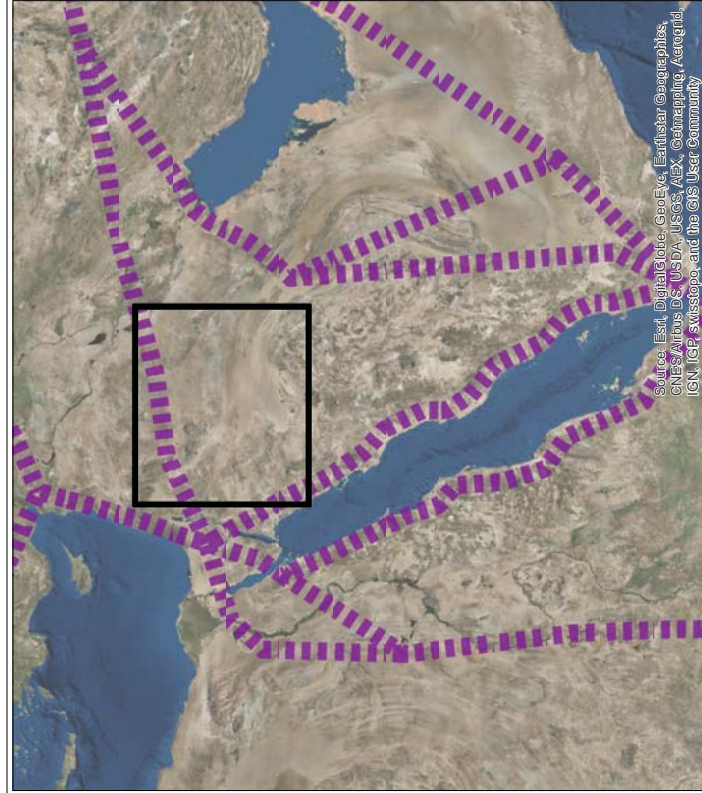 Source: Esri, DigitalGlobe, GeoEye, Earthstar Geographics,
CNES/Airbus DS, USDA, USGS, AEX, Getmapping, Aerogrid,
IGN, IGP, swisstopo, and the GIS User Community